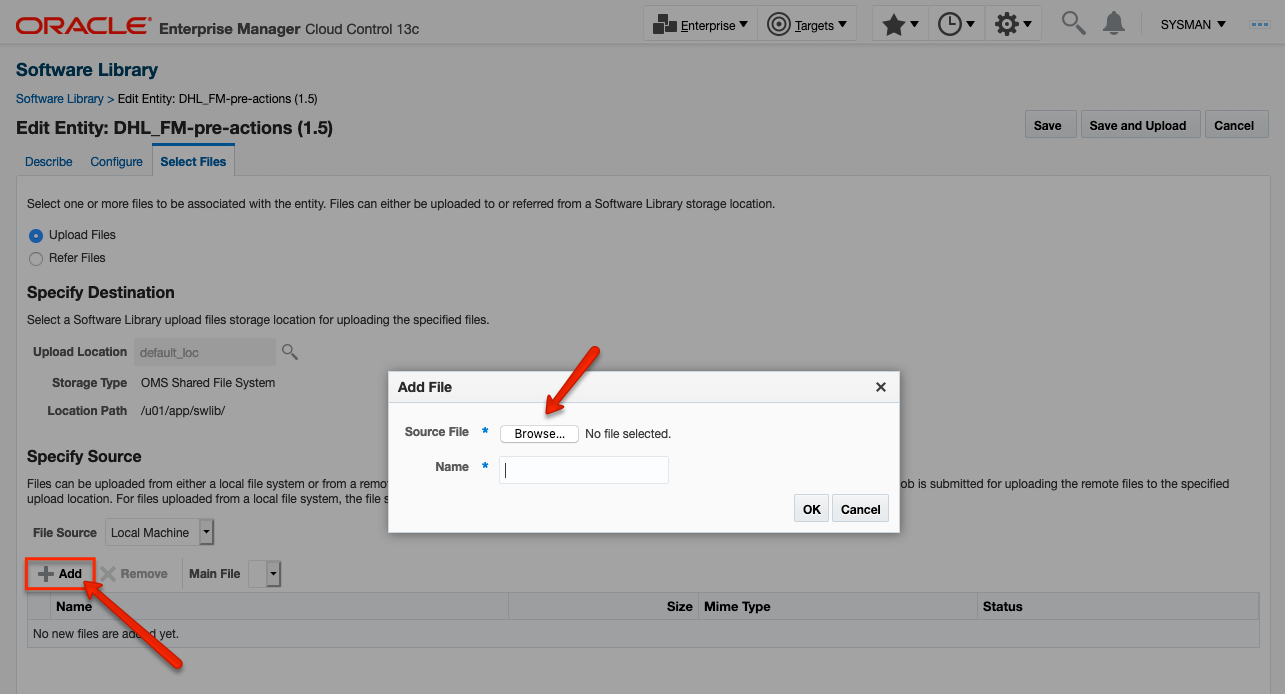 ORACLE® Enterprise Manager Cloud Control 13c Enterprise Targets SYSMAN
Software Library
Software Library > Edit Entity: DHL_FM-pre-actions (1.5)
Edit Entity: DHL_FM-pre-actions (1.5) Save Save and Upload Cancel
Describe Configure Select Files
Select one or more files to be associated with the entity. Files can either be uploaded to or referred from a Software Library storage location.
Upload Files
Refer Files
Specify Destination
Select a Software Library upload files storage location for uploading the specified files.
Upload Location default_loc
Storage Type OMS Shared File System
Location Path /u01/app/swlib/
Add File
Source File * Browse... No file selected.
Name *
OK Cancel
Specify Source
Files can be uploaded from either a local file system or from a remo ob is submitted for uploading the remote files to the specified
upload location. For files uploaded from a local file system, the file s
File Source Local Machine
Add Remove Main File
Name Size Mime Type Status
No new files are added yet.